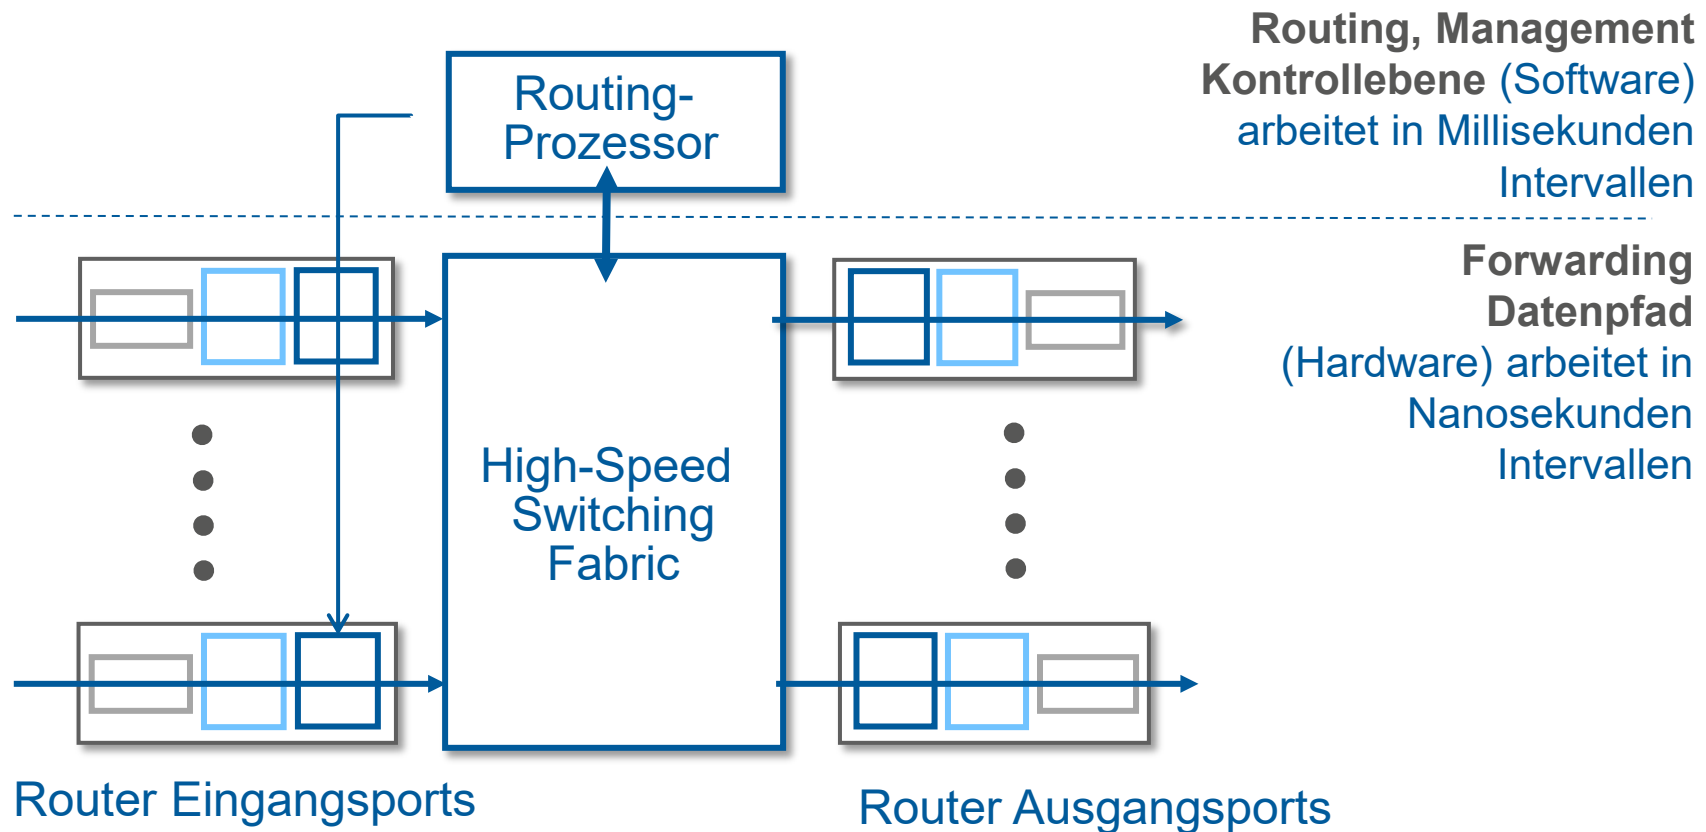 Routing, Management
Kontrollebene (Software)
arbeitet in Millisekunden
Intervallen
Routing-
Prozessor
Forwarding
Datenpfad
(Hardware) arbeitet in
Nanosekunden
Intervallen
High-Speed
Switching
Fabric
Router Eingangsports
Router Ausgangsports